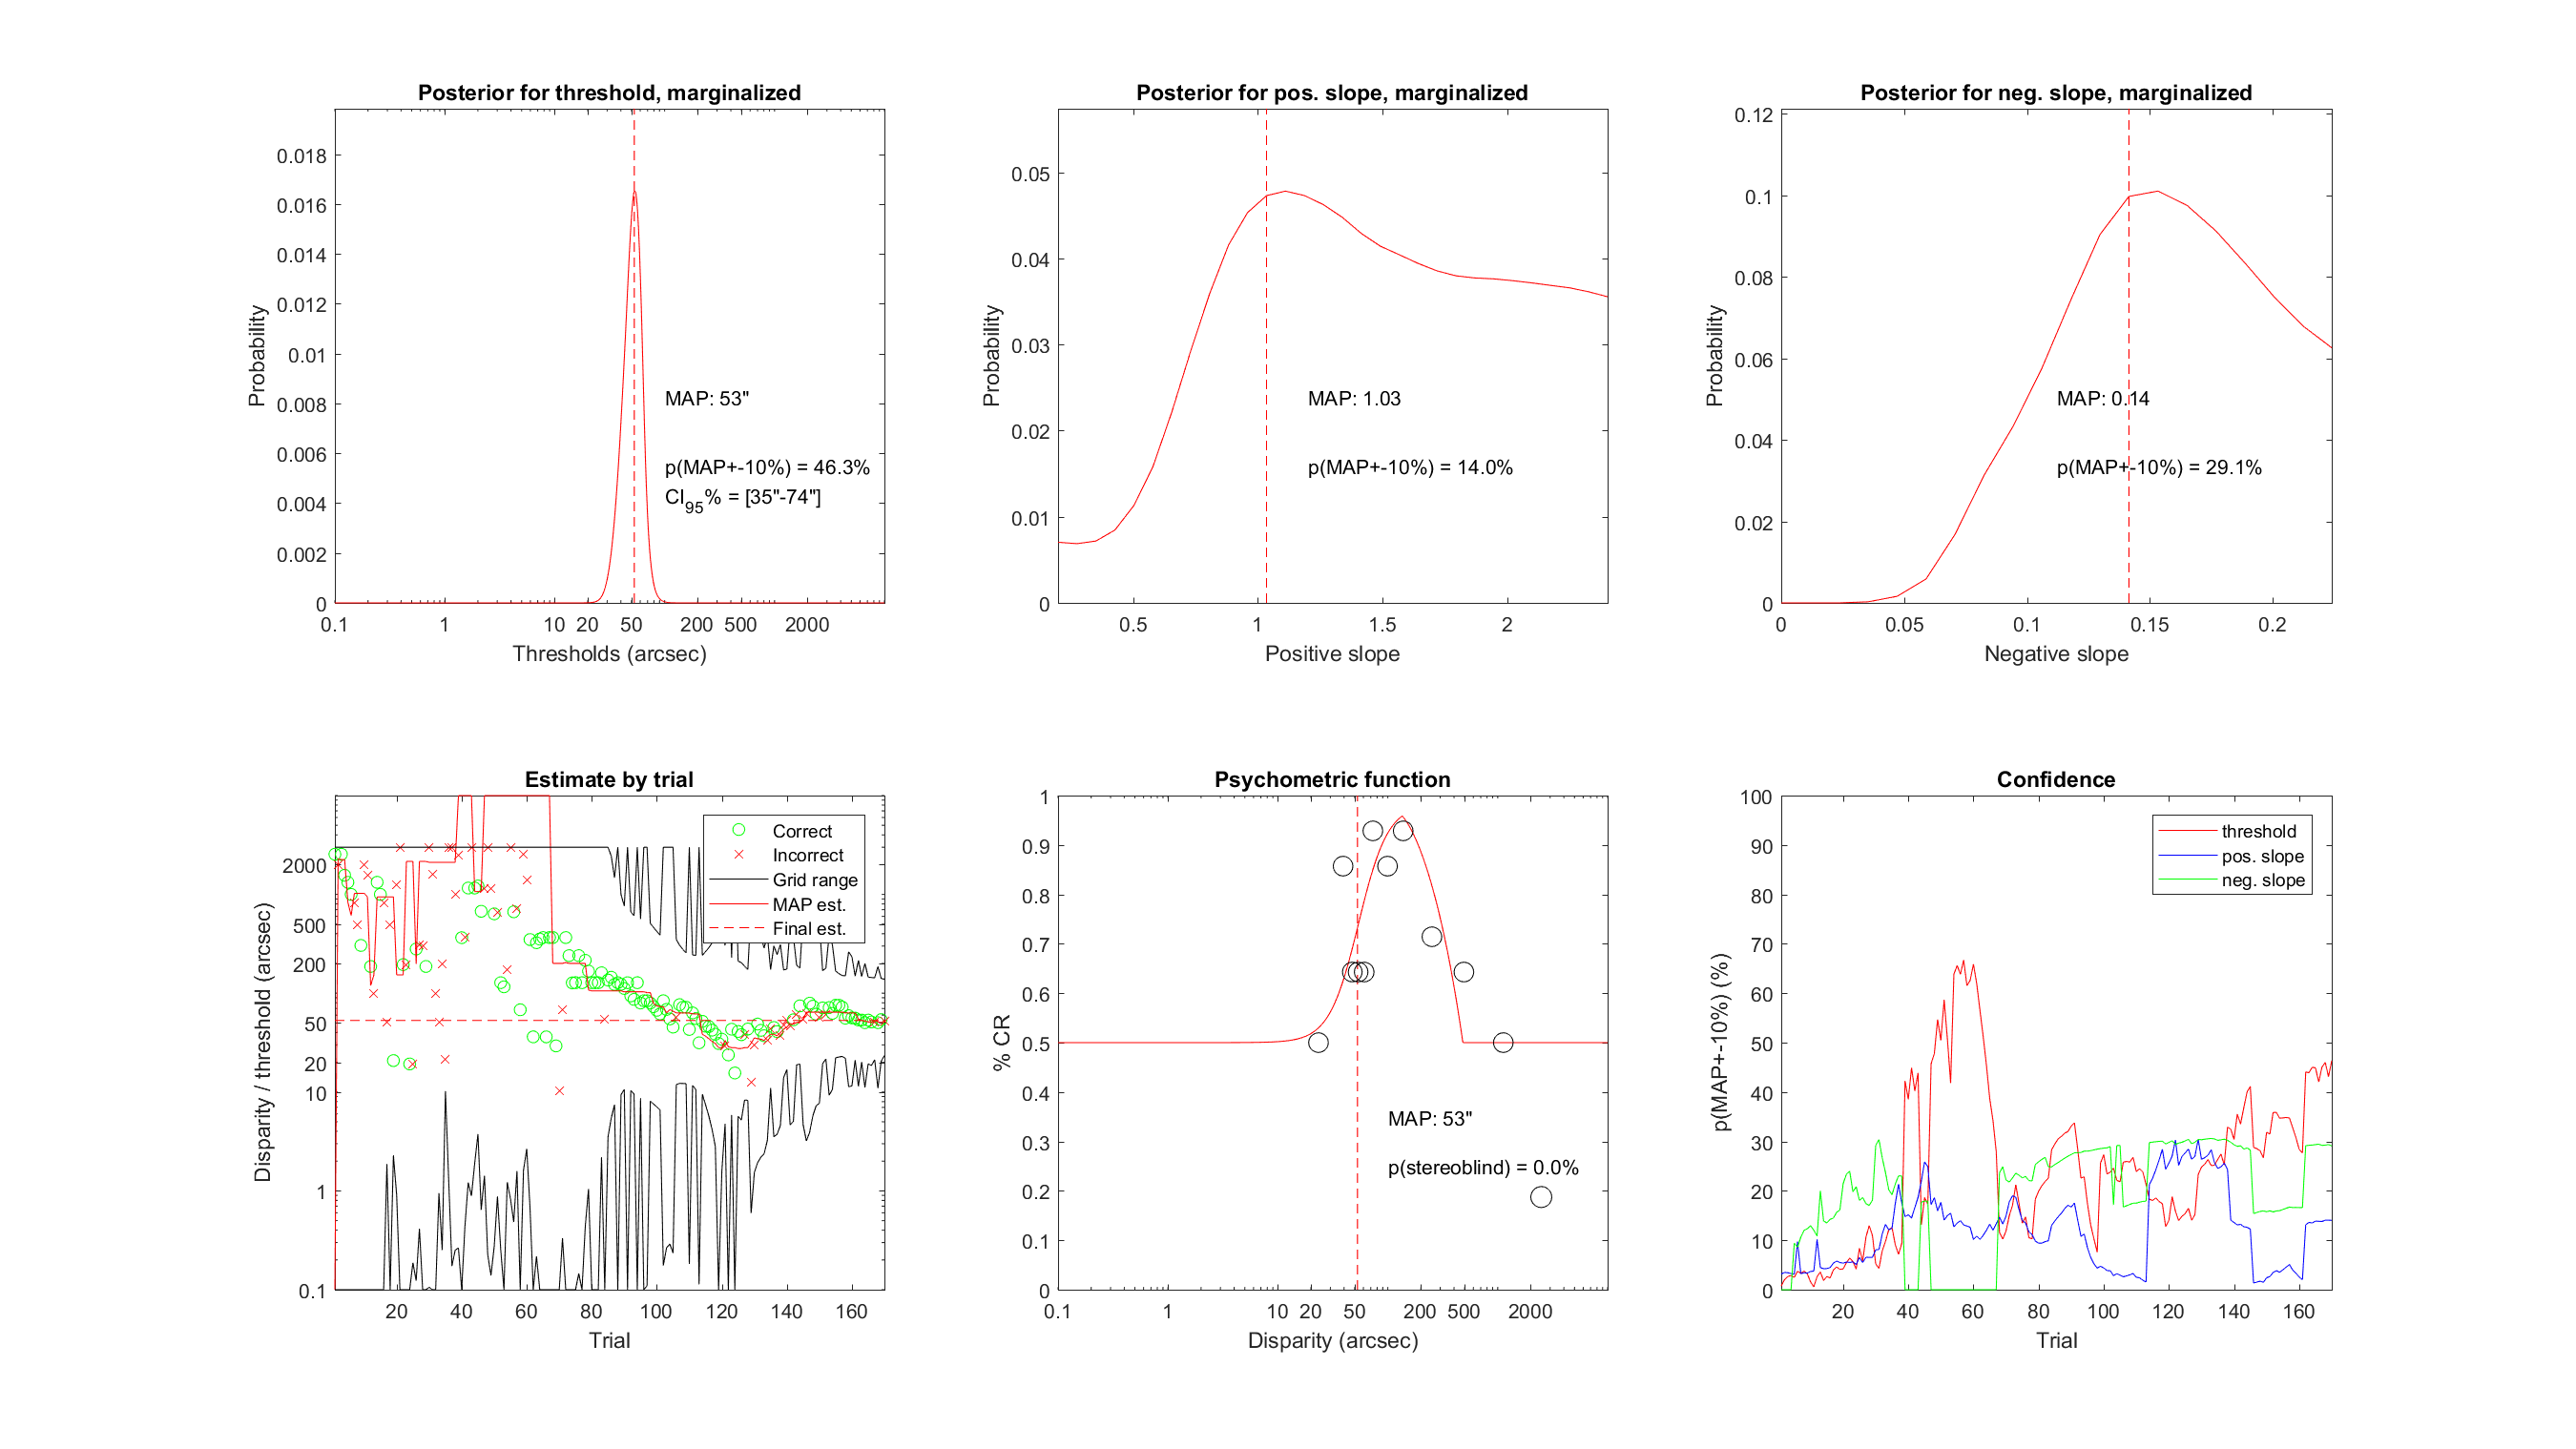 Posterior for threshold, marginalized
0.018
0.016
0.014
0.012
0.01
0.008
0.006
0.004
0.002
0
Probability
MAP: 53"
p(MAP+-10%) = 46.3%
CI95% = [35"-74"]
0.1 1 10 20 50 200 500 2000
Thresholds (arcsec)
Posterior for pos. slope, marginalized
0.05
0.04
0.03
0.02
0.01
0
Probability
MAP: 1.03
p(MAP+-10%) = 14.0%
0.5 1 1.5 2
Positive slope
Posterior for neg. slope, marginalized
0.12
0.1
0.08
0.06
0.04
0.02
0
Probability
MAP: 0.14
p(MAP+-10%) = 29.1%
0 0.05 0.1 0.15 0.2
Negative slope
Estimate by trial
2000
500
200
50
20
10
1
0.1
Disparity / threshold (arcsec)
Correct
Incorrect
Grid range
MAP est.
Final est.
20 40 60 80 100 120 140 160
Trial
Psychometric function
1
0.9
0.8
0.7
0.6
0.5
0.4
0.3
0.2
0.1
0
% CR
MAP: 53"
p(stereoblind) = 0.0%
0.1 1 10 20 50 200 500 2000
Disparity (arcsec)
Confidence
100
90
80
70
60
50
40
30
20
10
0
p(MAP+-10%) (%)
threshold
pos. slope
neg. slope
20 40 60 80 100 120 140 160
Trial